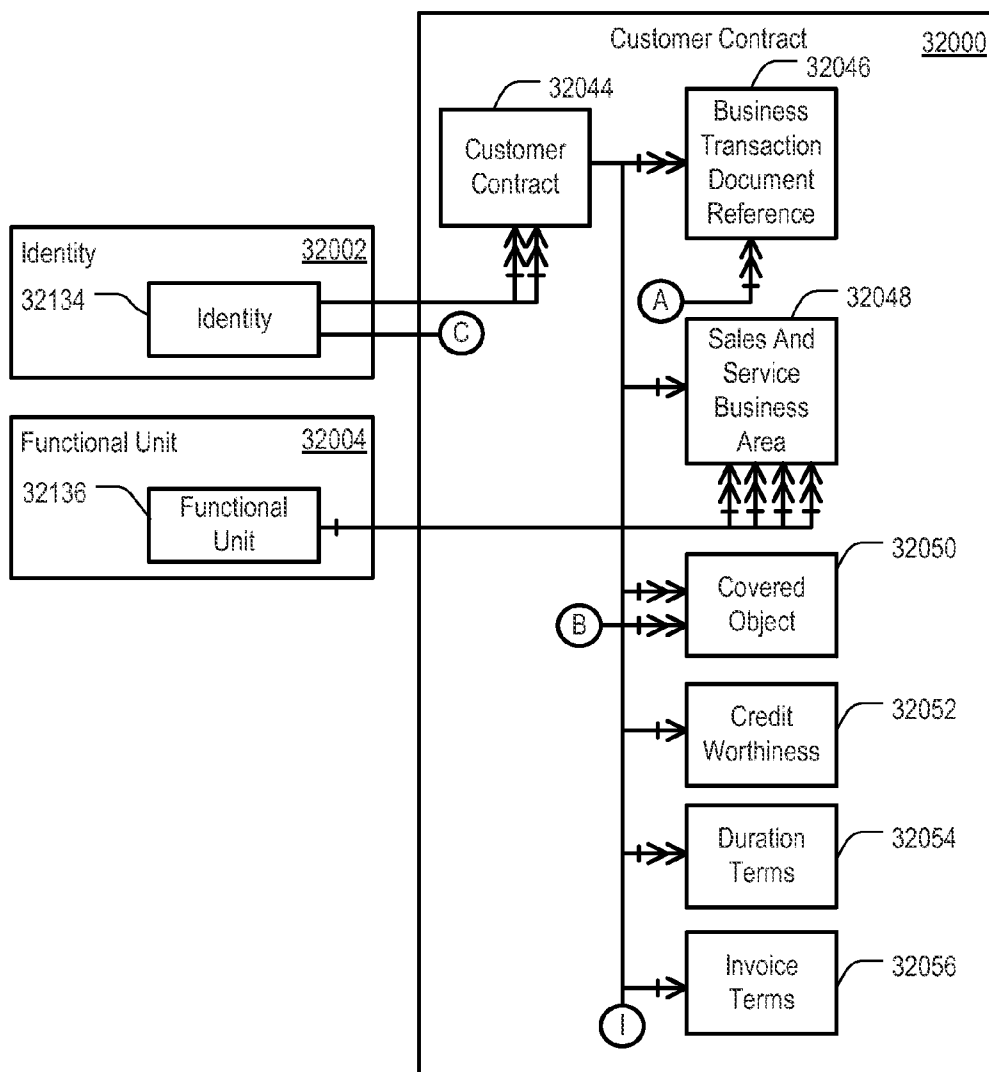 Customer Contract
32000
32044
Customer
Contract
32046
Business
Transaction
Document
Reference
Identity
32002
32134
Identity
C
A
32048
Sales And
Service
Business
Area
Functional Unit
32004
32136
Functional
Unit
32050
Covered
Object
B
32052
Credit
Worthiness
32054
Duration
Terms
32056
Invoice
Terms
I